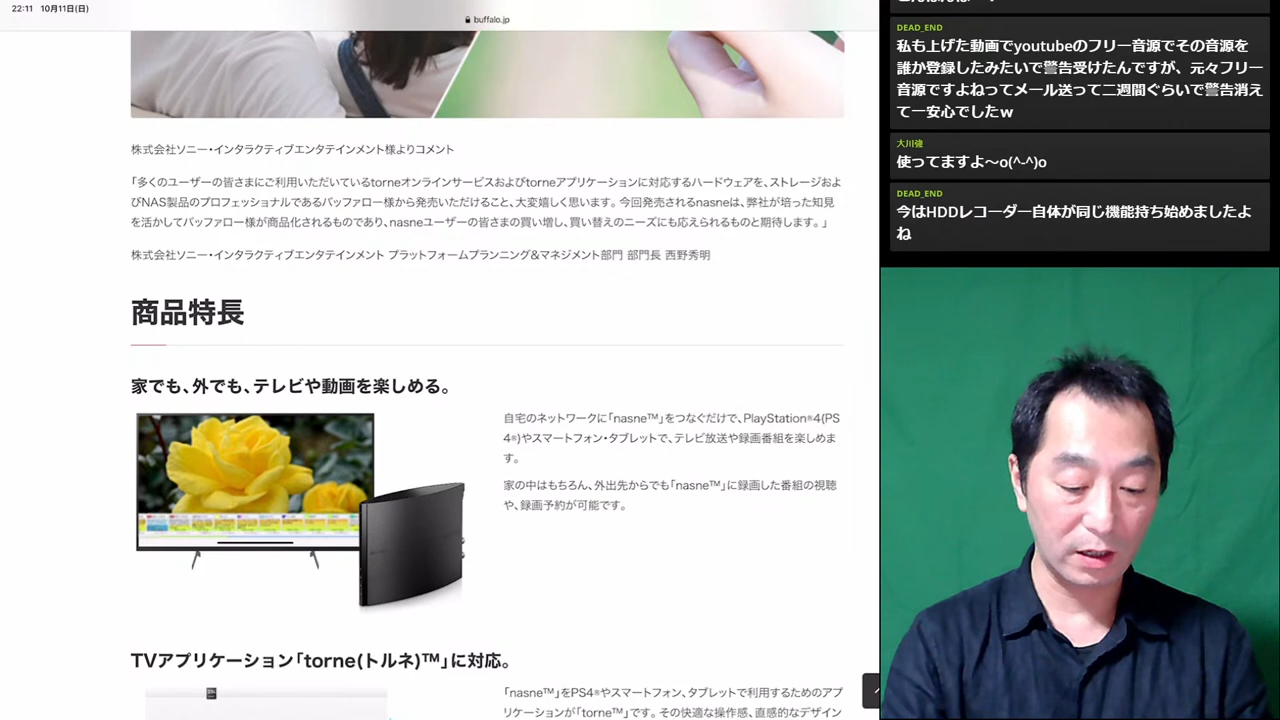 22:11 10月11日(日)
buffalo.jp
株式会社ソニー・インタラクティブエンタテインメント様よりコメント
「多くのユーザーの皆さまにご利用いただいているtorneオンラインサービスおよびtorneアプリケーションに対応するハードウェアを、ストレージおよ
びNAS製品のプロフェッショナルであるバッファロー様から発売いただけること、大変嬉しく思います。今回発売されるnasneは、弊社が培った知見
を活かしてバッファロー様が商品化されるものであり、nasneユーザーの皆さまの買い増し、買い替えのニーズにも応えられるものと期待します。」
株式会社ソニー・インタラクティブエンタテインメント プラットフォームプランニング&マネジメント部門 部門長 西野秀明
商品特長
家でも、外でも、テレビや動画を楽しめる。
自宅のネットワークに「nasne™」をつなぐだけで、PlayStation®4(PS
4®)やスマートフォン・タブレットで、テレビ放送や録画番組を楽しめま
す。
家の中はもちろん、外出先からでも「nasne™」に録画した番組の視聴
や、録画予約が可能です。
TVアプリケーション「torne(トルネ)™」に対応。
「nasne™」をPS4®やスマートフォン、タブレットで利用するためのアプ
リケーションが「torne™」です。その快適な操作感、直感的なデザイン
DEAD_END
私も上げた動画でyoutubeのフリー音源でその音源を
誰か登録したみたいで警告受けたんですが、元々フリー
音源ですよねってメール送って二週間ぐらいで警告消え
て一安心でしたw
大川強
使ってますよ～o(^-^)o
DEAD_END
今はHDDレコーダー自体が同じ機能持ち始めましたよ
ね